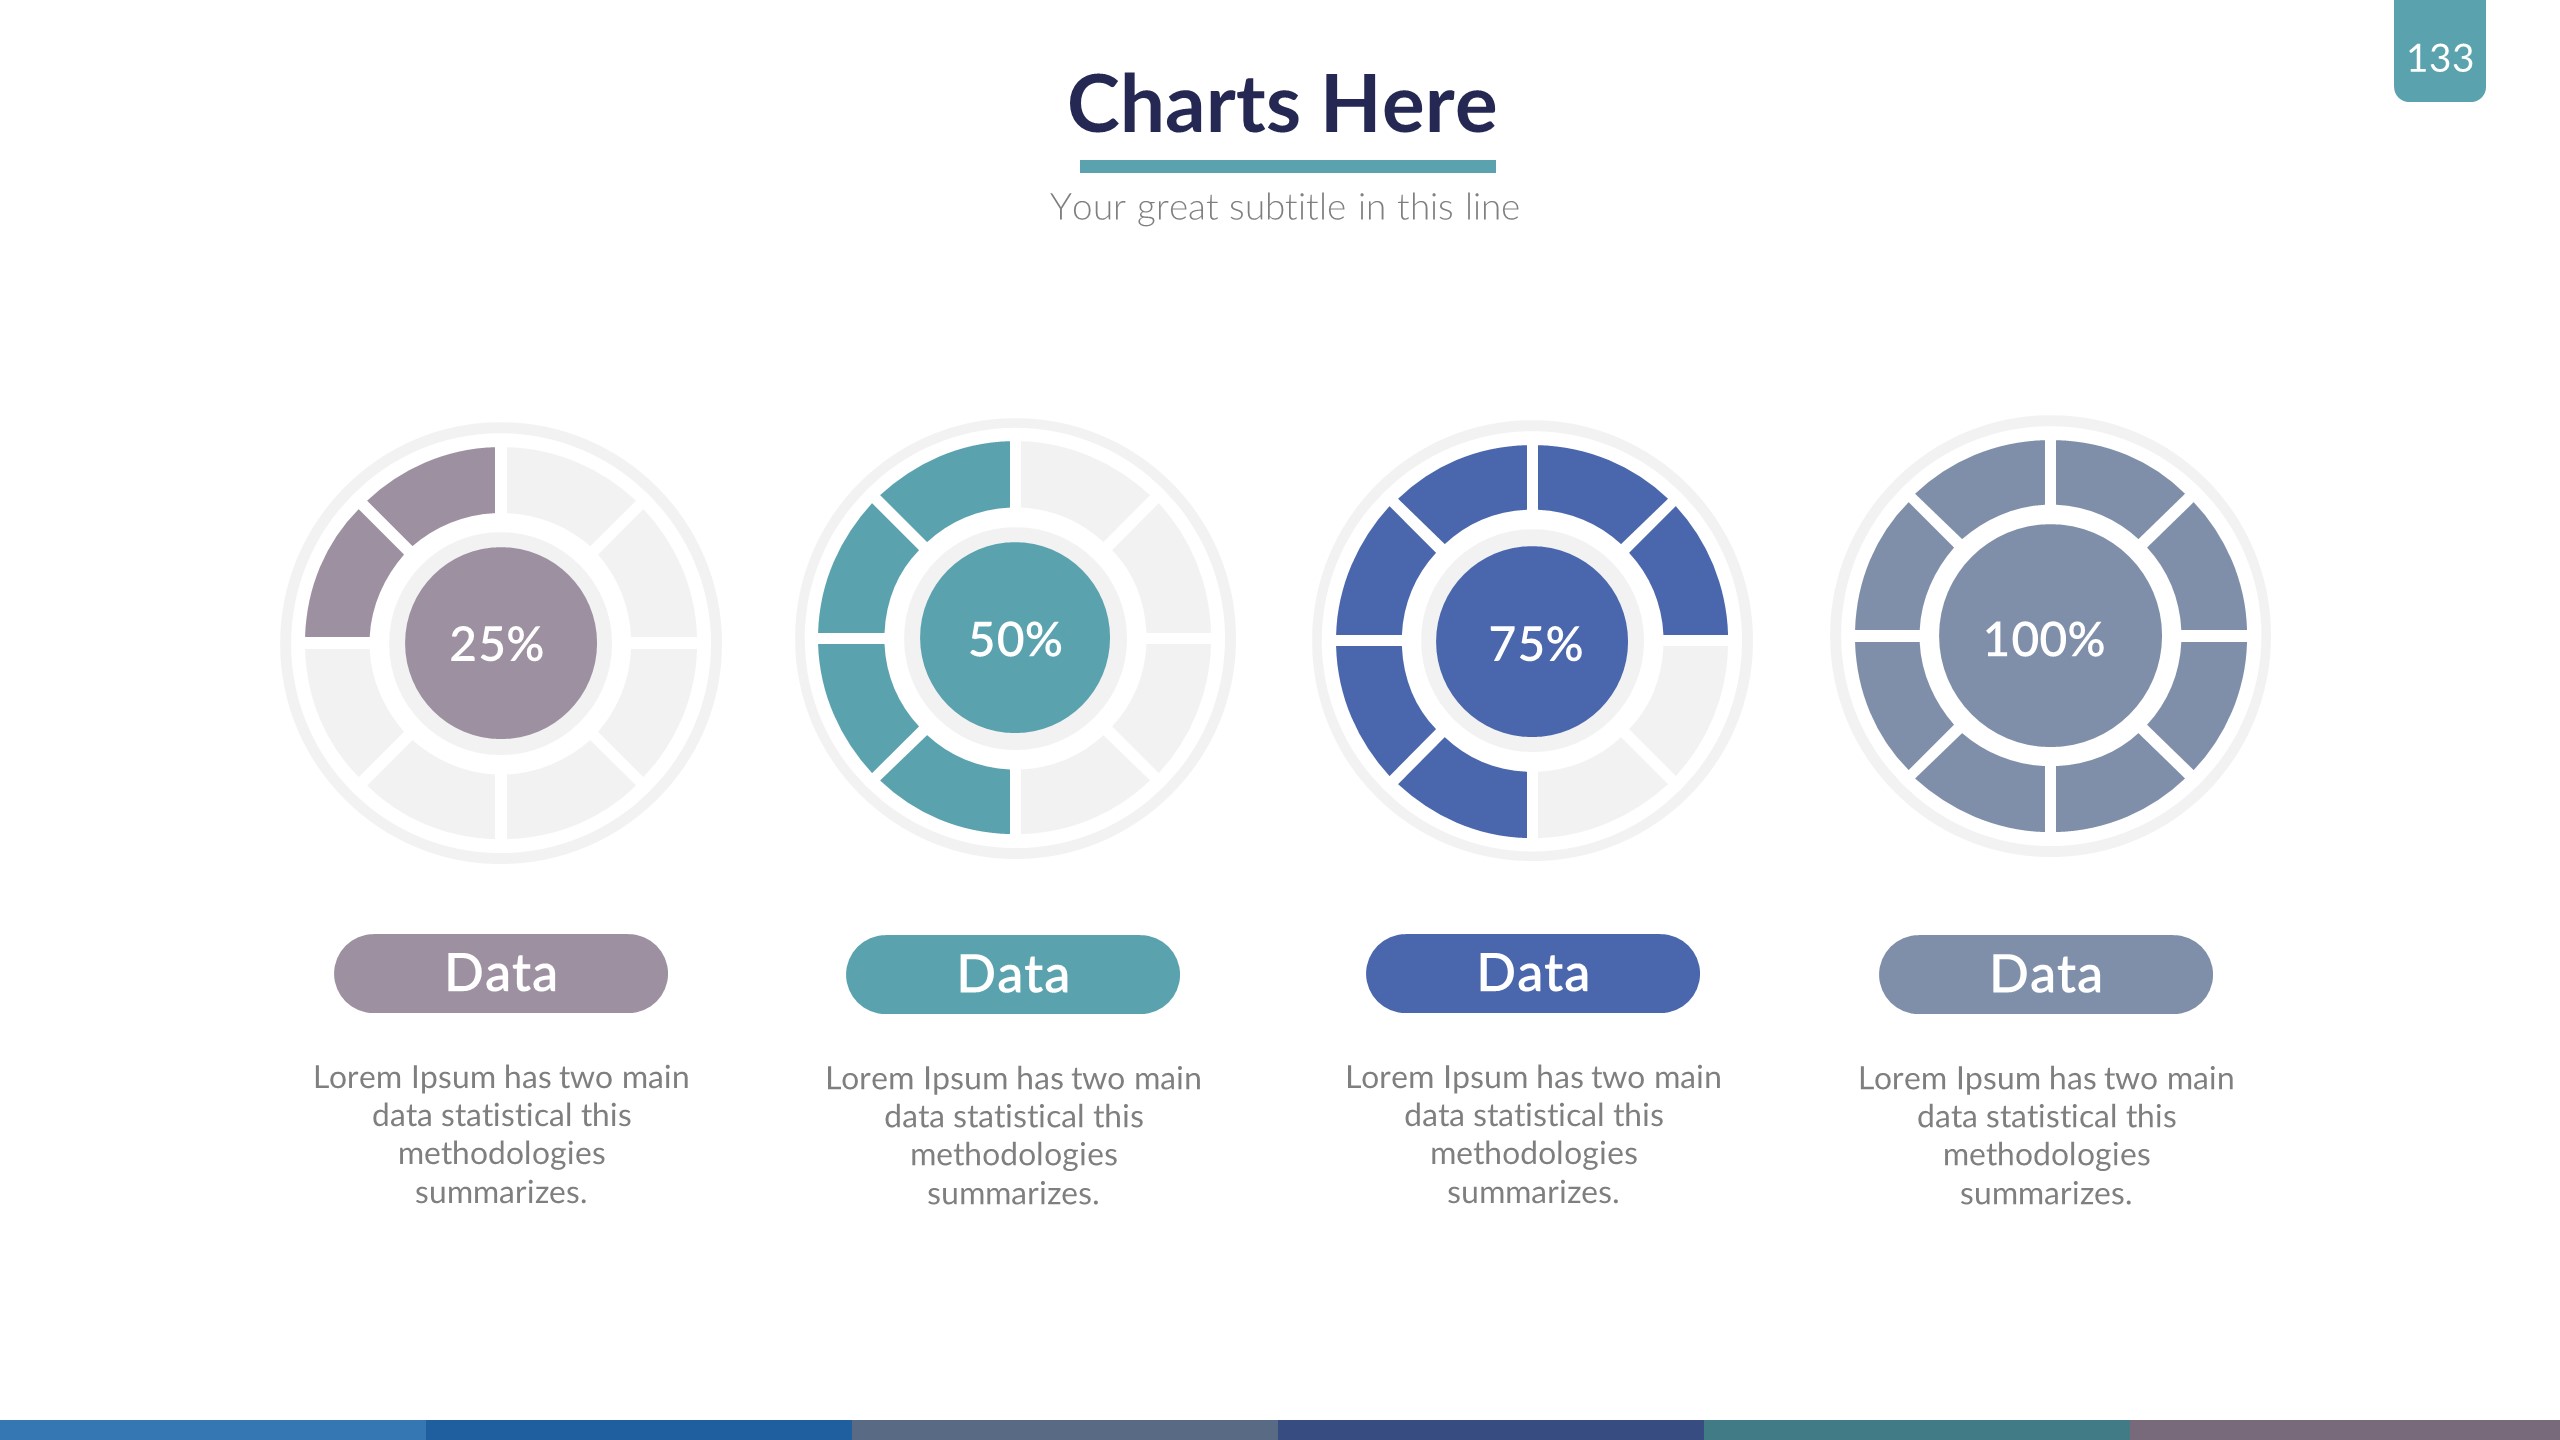 133
Charts Here
Your great subtitle in this line
25%
50%
75%
100%
Data
Lorem Ipsum has two main
data statistical this
methodologies
summarizes.
Data
Lorem Ipsum has two main
data statistical this
methodologies
summarizes.
Data
Lorem Ipsum has two main
data statistical this
methodologies
summarizes.
Data
Lorem Ipsum has two main
data statistical this
methodologies
summarizes.